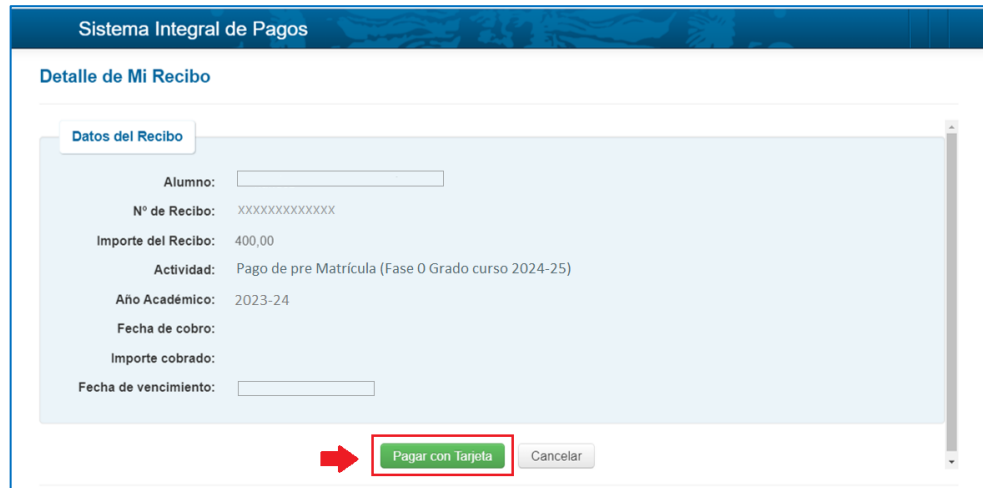 Sistema Integral de Pagos
Detalle de Mi Recibo
Datos del Recibo
Alumno:
Nº de Recibo: XXXXXXXXXXXXX
Importe del Recibo: 400,00
Actividad: Pago de pre Matrícula (Fase 0 Grado curso 2024-25)
Año Académico: 2023-24
Fecha de cobro:
Importe cobrado:
Fecha de vencimiento:
Pagar con Tarjeta Cancelar